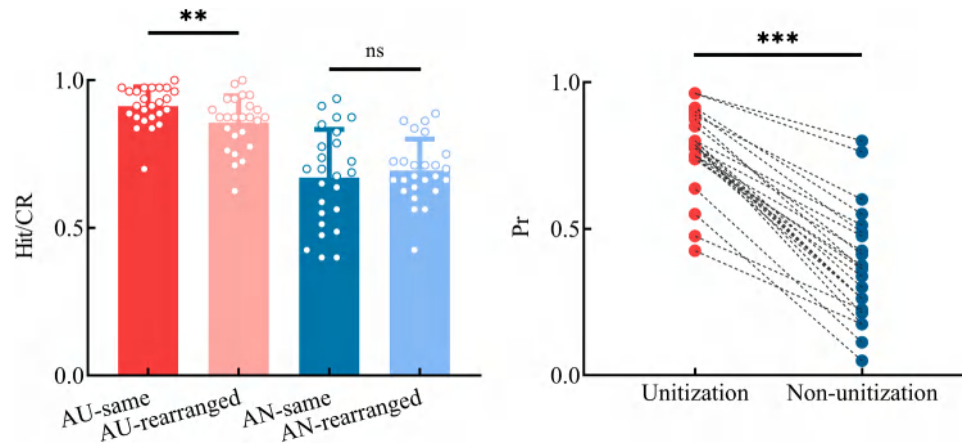 **
ns
Hit/CR
1.0
0.5
0.0
AU-same
AU-rearranged
AN-same
AN-rearranged
***
Pr
1.0
0.5
0.0
Unitization
Non-unitization